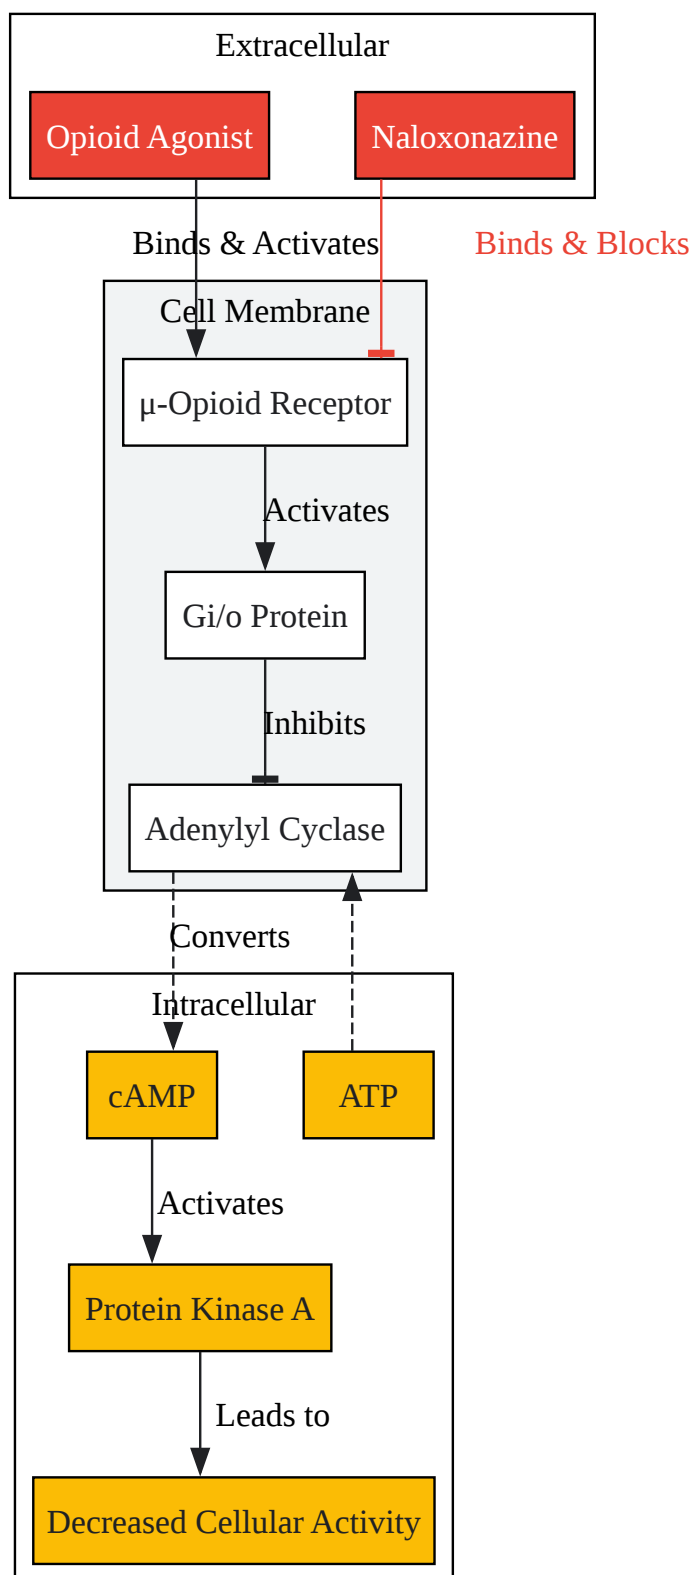 Extracellular
Opioid Agonist
Naloxonazine
Binds & Activates
Binds & Blocks
Cell Membrane
μ-Opioid Receptor
Activates
Gi/o Protein
Inhibits
Adenylyl Cyclase
Converts
Intracellular
cAMP
ATP
Activates
Protein Kinase A
Leads to
Decreased Cellular Activity